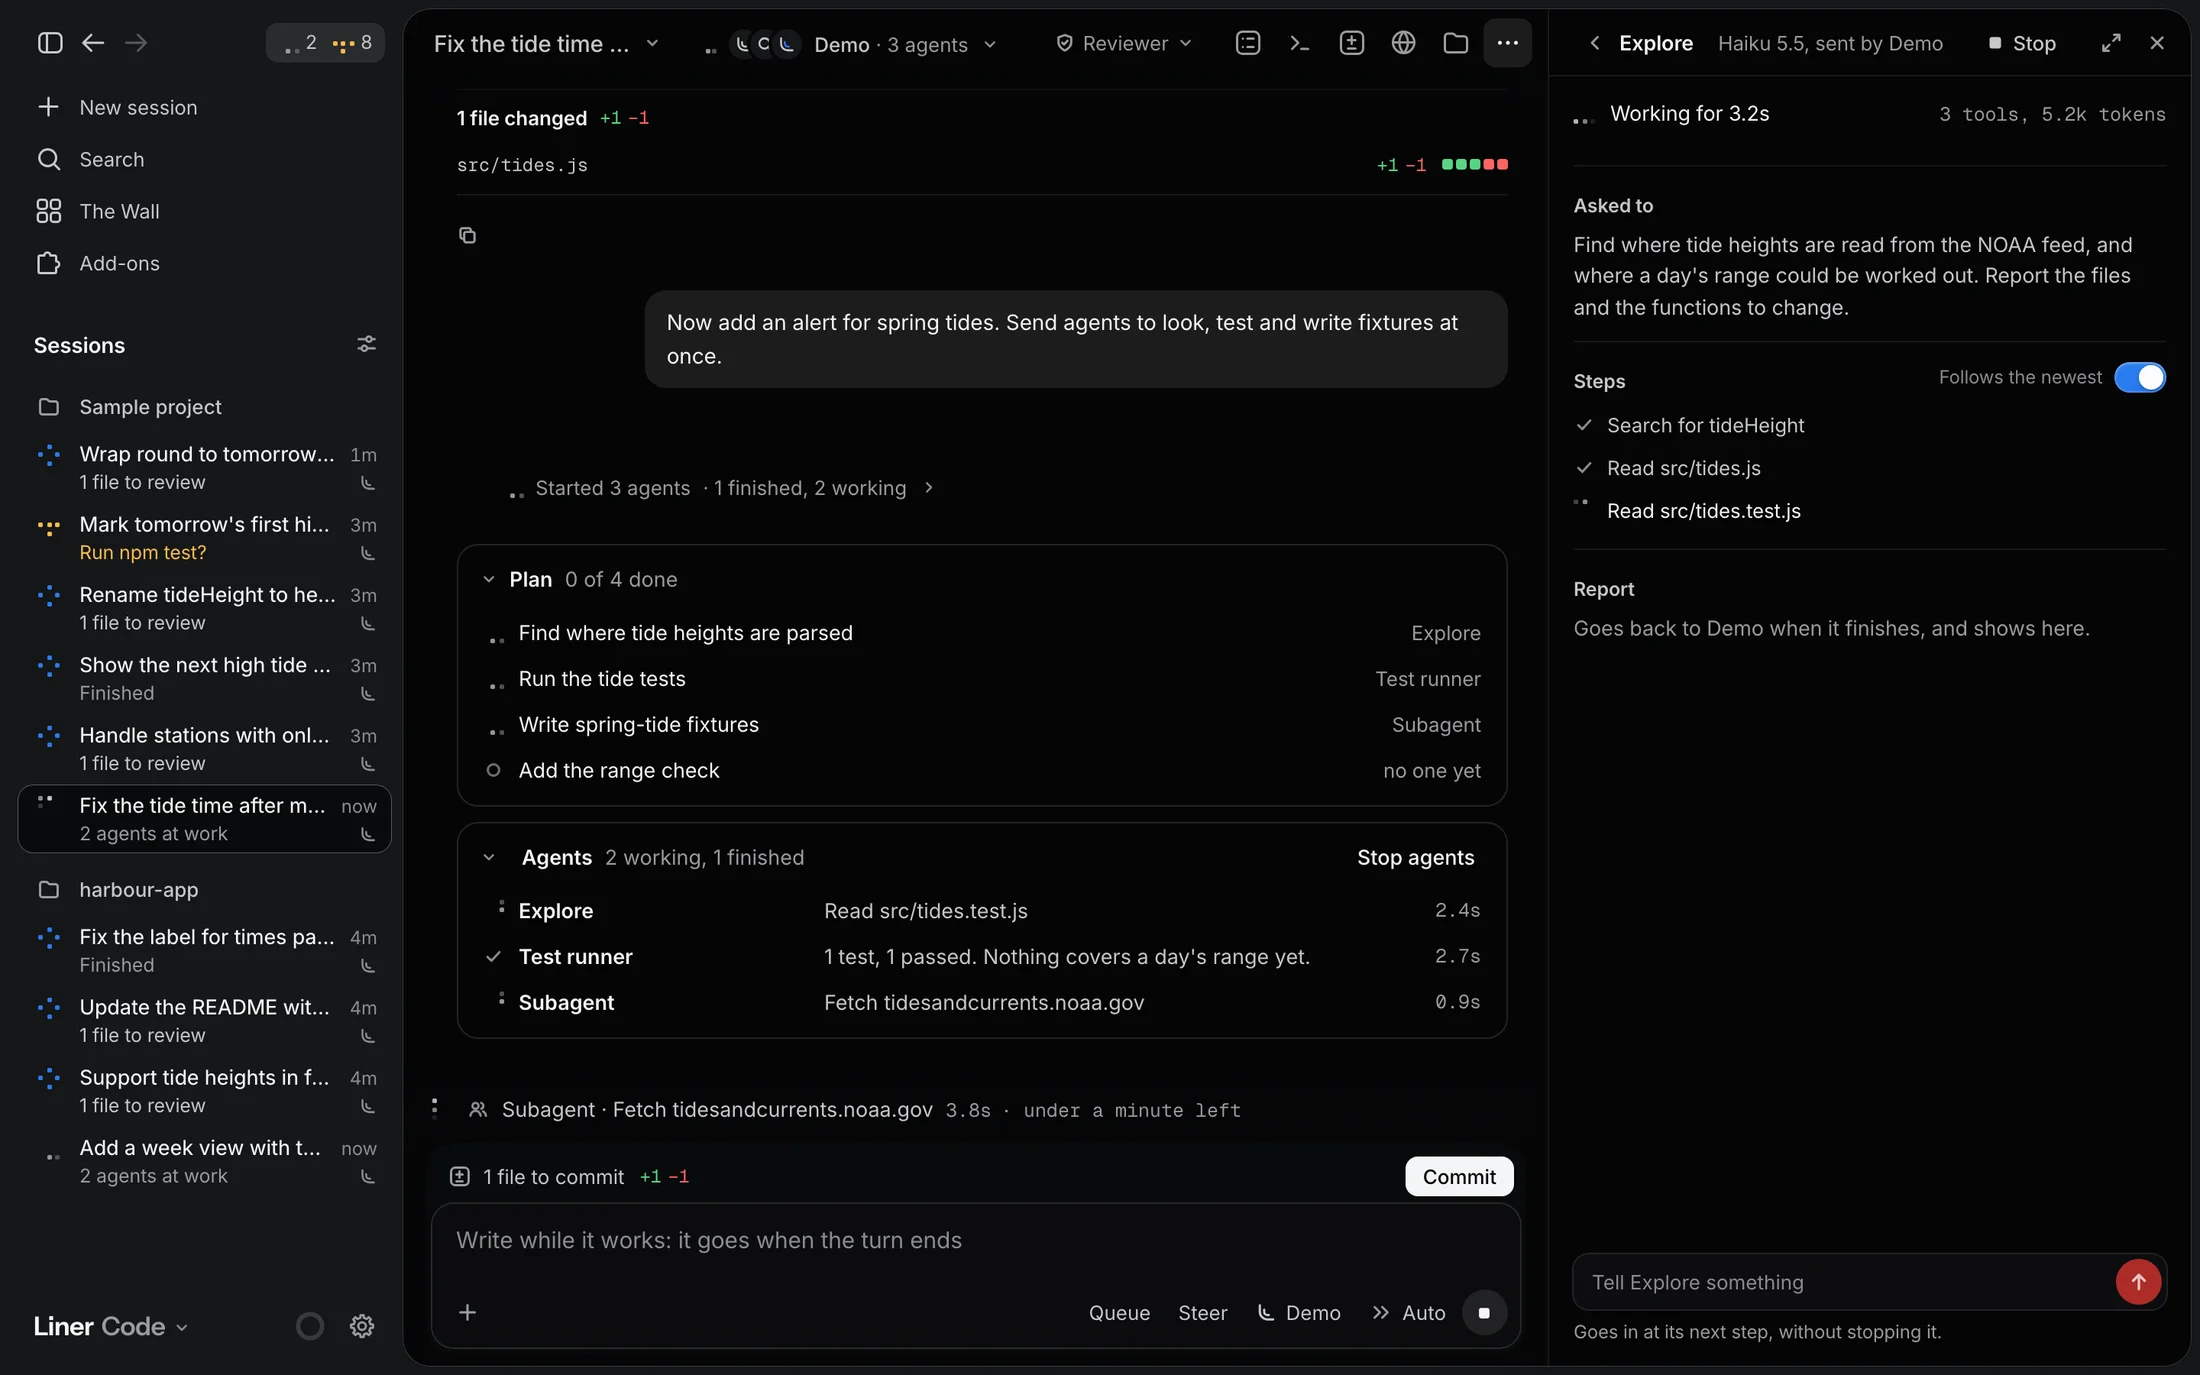 2 8
New session
Search
The Wall
Add-ons
Sessions
Sample project
Wrap round to tomorrow... 1m
1 file to review
Mark tomorrow's first hi... 3m
Run npm test?
Rename tideHeight to he... 3m
1 file to review
Show the next high tide ... 3m
Finished
Handle stations with onl... 3m
1 file to review
Fix the tide time after m... now
2 agents at work
harbour-app
Fix the label for times pa... 4m
Finished
Update the README wit... 4m
1 file to review
Support tide heights in f... 4m
1 file to review
Add a week view with t... now
2 agents at work
Liner Code
Fix the tide time ... Demo · 3 agents Reviewer
1 file changed +1 −1
src/tides.js +1 −1
Now add an alert for spring tides. Send agents to look, test and write fixtures at
once.
Started 3 agents · 1 finished, 2 working
Plan 0 of 4 done
Find where tide heights are parsed Explore
Run the tide tests Test runner
Write spring-tide fixtures Subagent
Add the range check no one yet
Agents 2 working, 1 finished Stop agents
Explore Read src/tides.test.js 2.4s
Test runner 1 test, 1 passed. Nothing covers a day's range yet. 2.7s
Subagent Fetch tidesandcurrents.noaa.gov 0.9s
Subagent · Fetch tidesandcurrents.noaa.gov 3.8s · under a minute left
1 file to commit +1 −1 Commit
Write while it works: it goes when the turn ends
Queue Steer Demo Auto
Explore Haiku 5.5, sent by Demo Stop
Working for 3.2s 3 tools, 5.2k tokens
Asked to
Find where tide heights are read from the NOAA feed, and
where a day's range could be worked out. Report the files
and the functions to change.
Steps Follows the newest
Search for tideHeight
Read src/tides.js
Read src/tides.test.js
Report
Goes back to Demo when it finishes, and shows here.
Tell Explore something
Goes in at its next step, without stopping it.